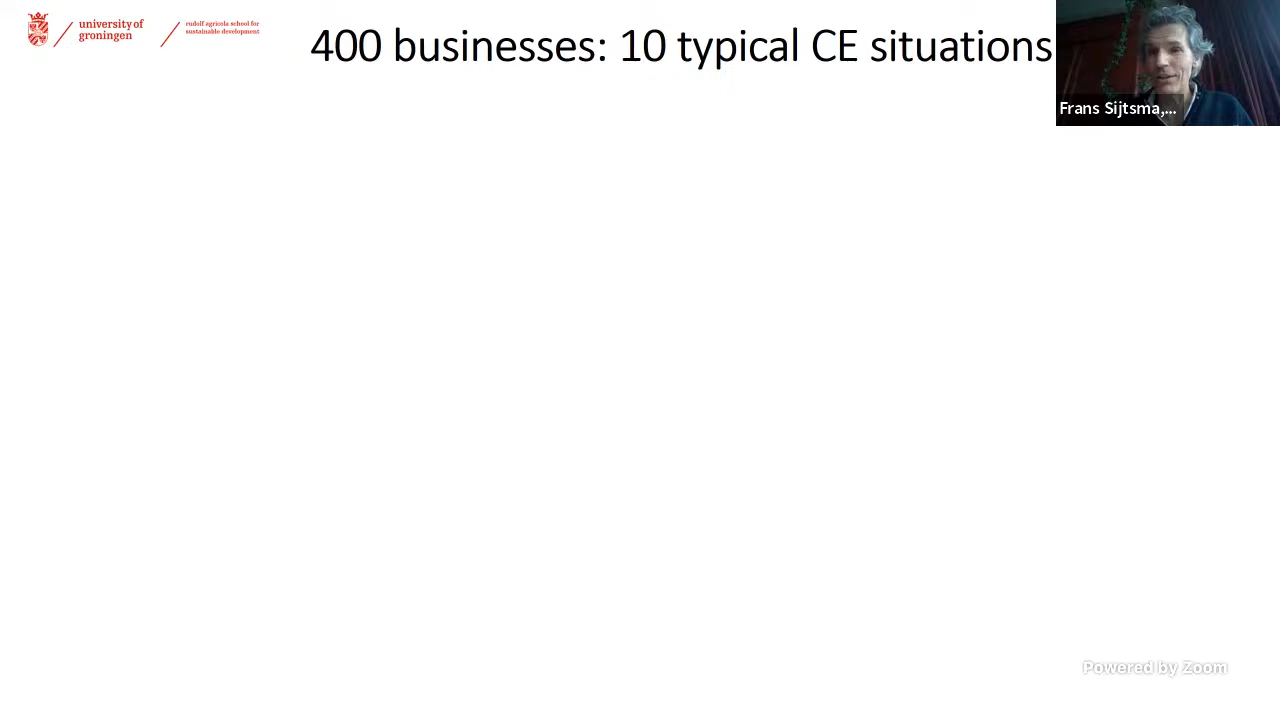 university of
groningen
rudolf agricola school for
sustainable development
400 businesses: 10 typical CE situations
Frans Sijtsma,...
Powered by Zoom